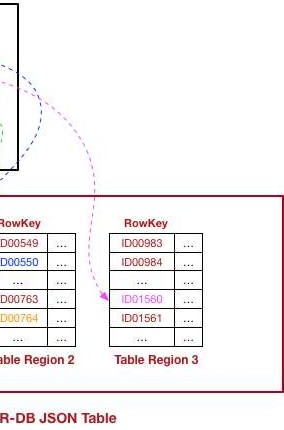 RowKey
RowKey
ID00549 ...
ID00983 ...
D00550 ...
ID00984 ...
... ...
... ...
D00763 ...
ID01560 ...
D00764 ...
ID01561 ...
... ...
... ...
able Region 2
Table Region 3
R-DB JSON Table